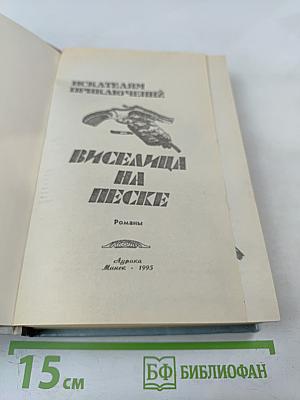 ИСКАТЕЛЯМ
ПРИКЛЮЧЕНИЙ
ВИСЕЛИЦА
НА
ПЕСКЕ
Романы
Аурика
Минск - 1995
15 см
БФ БИБЛИОФАН